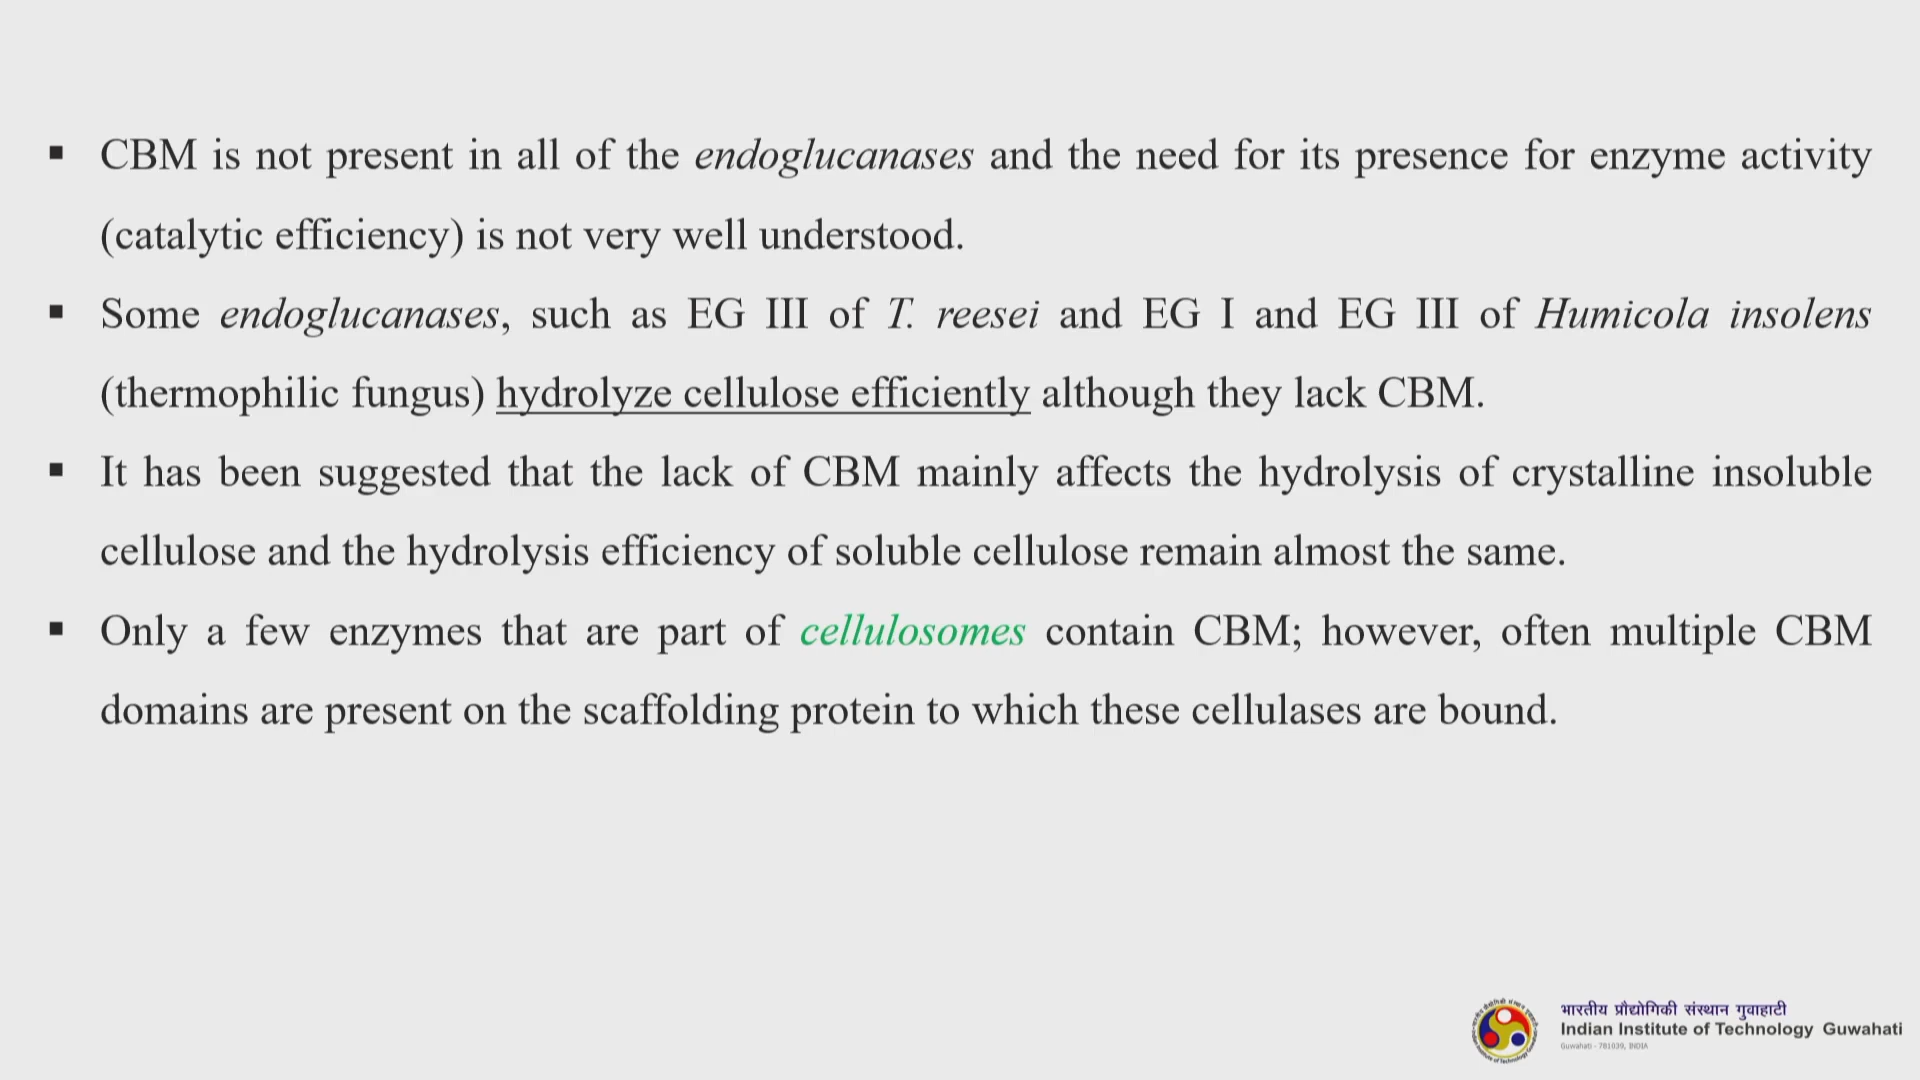 ▪ CBM is not present in all of the endoglucanases and the need for its presence for enzyme activity
(catalytic efficiency) is not very well understood.
▪ Some endoglucanases, such as EG III of T. reesei and EG I and EG III of Humicola insolens
(thermophilic fungus) hydrolyze cellulose efficiently although they lack CBM.
▪ It has been suggested that the lack of CBM mainly affects the hydrolysis of crystalline insoluble
cellulose and the hydrolysis efficiency of soluble cellulose remain almost the same.
▪ Only a few enzymes that are part of cellulosomes contain CBM; however, often multiple CBM
domains are present on the scaffolding protein to which these cellulases are bound.
भारतीय प्रौद्योगिकी संस्थान गुवाहाटी
Indian Institute of Technology Guwahati
Guwahati - 781039, INDIA